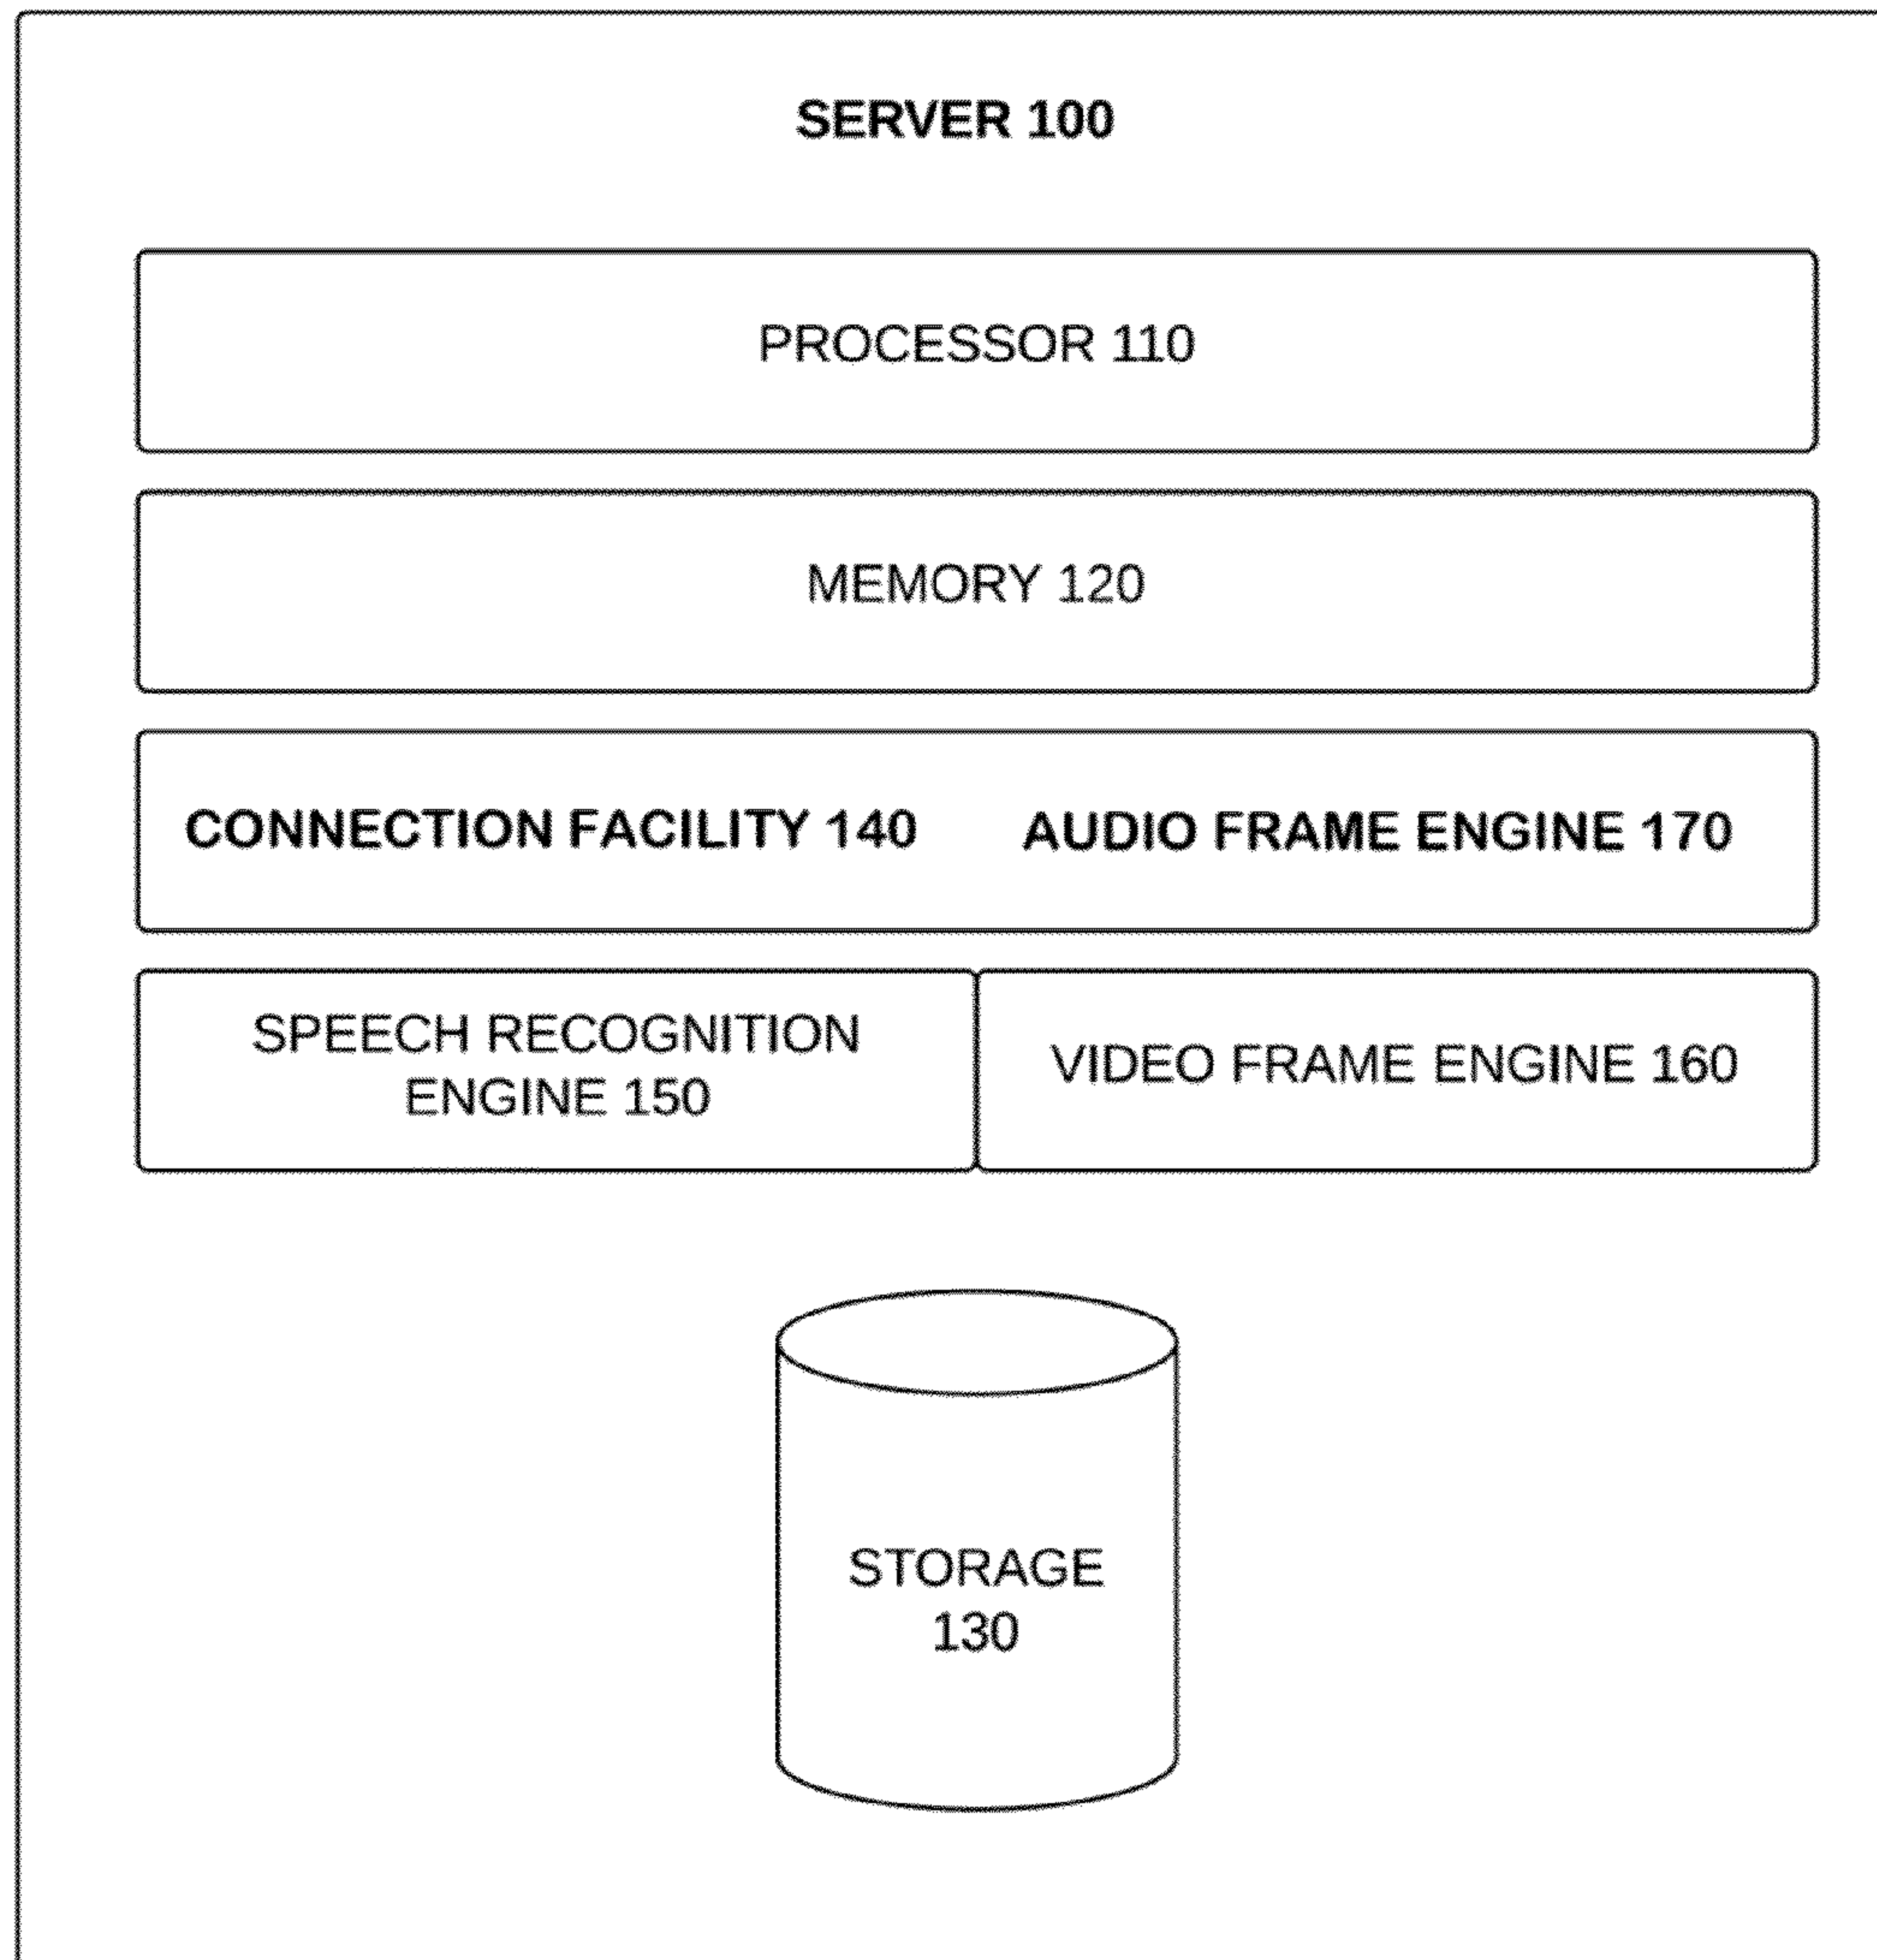 SERVER 100
PROCESSOR 110
MEMORY 120
CONNECTION FACILITY 140 AUDIO FRAME ENGINE 170
SPEECH RECOGNITION
ENGINE 150
VIDEO FRAME ENGINE 160
STORAGE
130